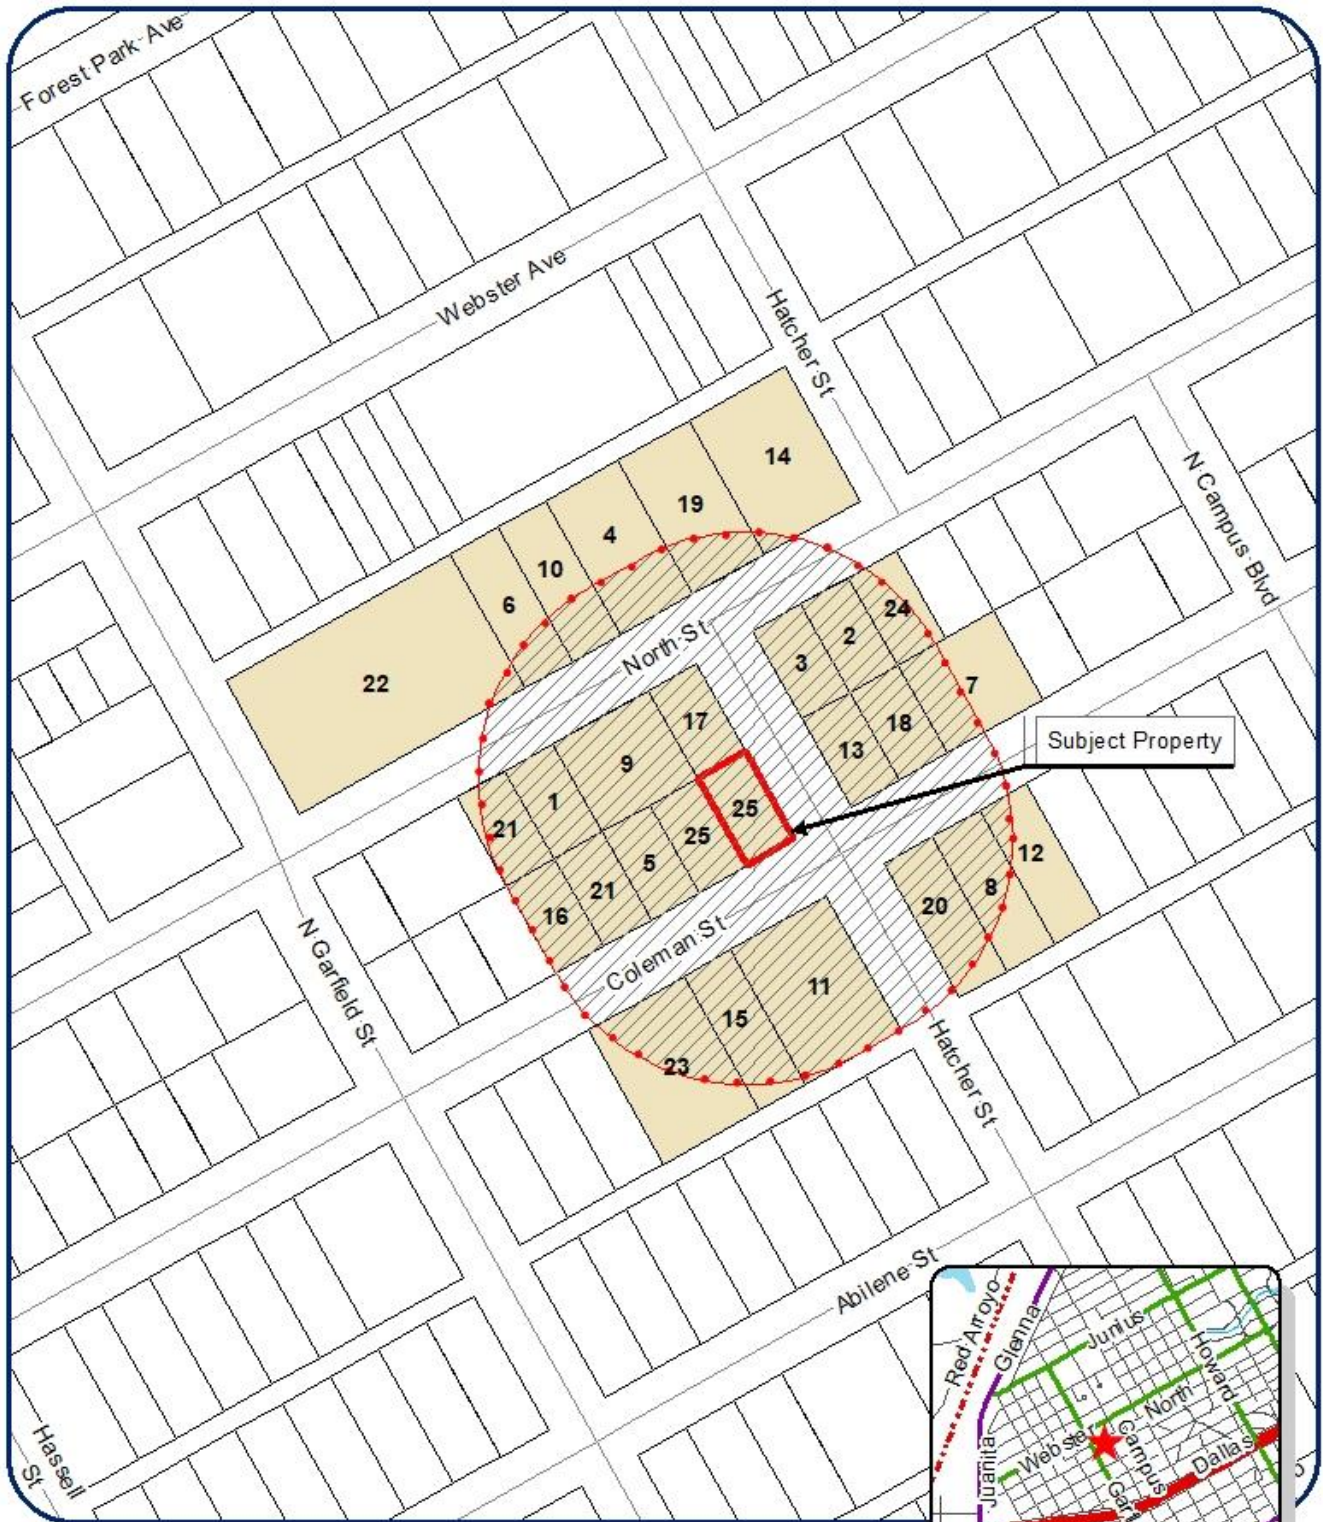 Forest Park Ave
Webster Ave
Hatcher St
N Campus Blvd
14
19
4
10
6
22
24
2
3
7
North St
17
18
13
Subject Property
9
1
25
21
25
5
21
16
12
8
20
N Garfield St
Coleman St
11
15
23
Hatcher St
Abilene St
Hassell
St
Red Arroyo
Glenna
Junius
Howard
North
Webster
Campus
Dallas
Juanita